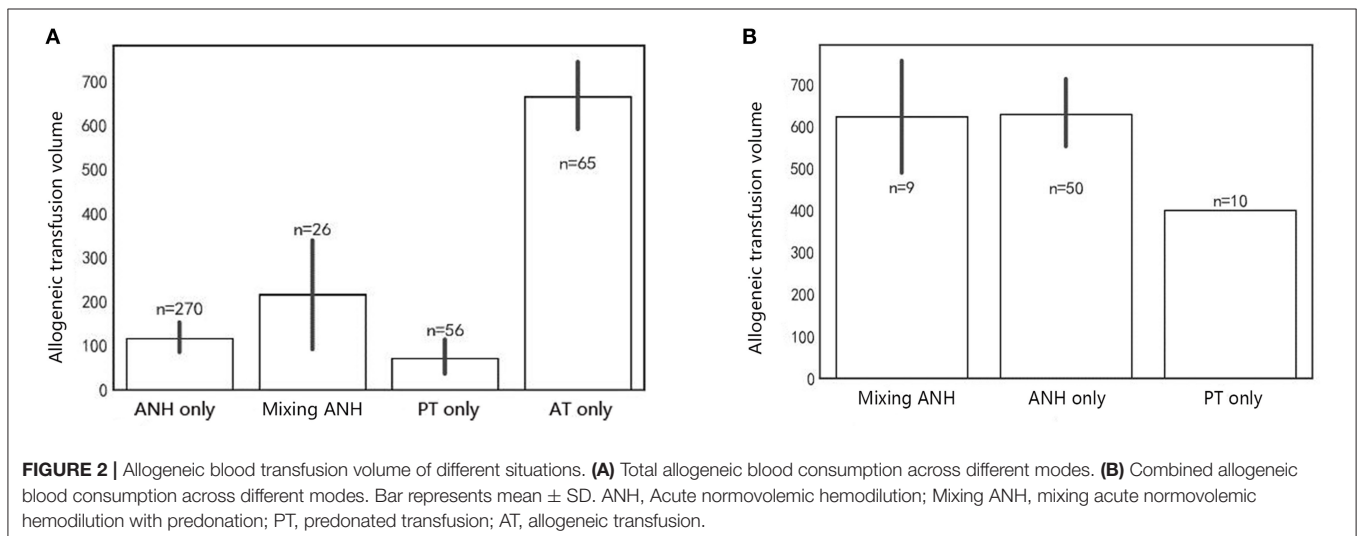 A
Allogeneic transfusion volume
700
600
500
400
300
200
100
0
n=270
n=26
n=56
n=65
ANH only
Mixing ANH
PT only
AT only
B
Allogeneic transfusion volume
700
600
500
400
300
200
100
0
n=9
n=50
n=10
Mixing ANH
ANH only
PT only
FIGURE 2 | Allogeneic blood transfusion volume of different situations. (A) Total allogeneic blood consumption across different modes. (B) Combined allogeneic
blood consumption across different modes. Bar represents mean ± SD. ANH, Acute normovolemic hemodilution; Mixing ANH, mixing acute normovolemic
hemodilution with predonation; PT, predonated transfusion; AT, allogeneic transfusion.